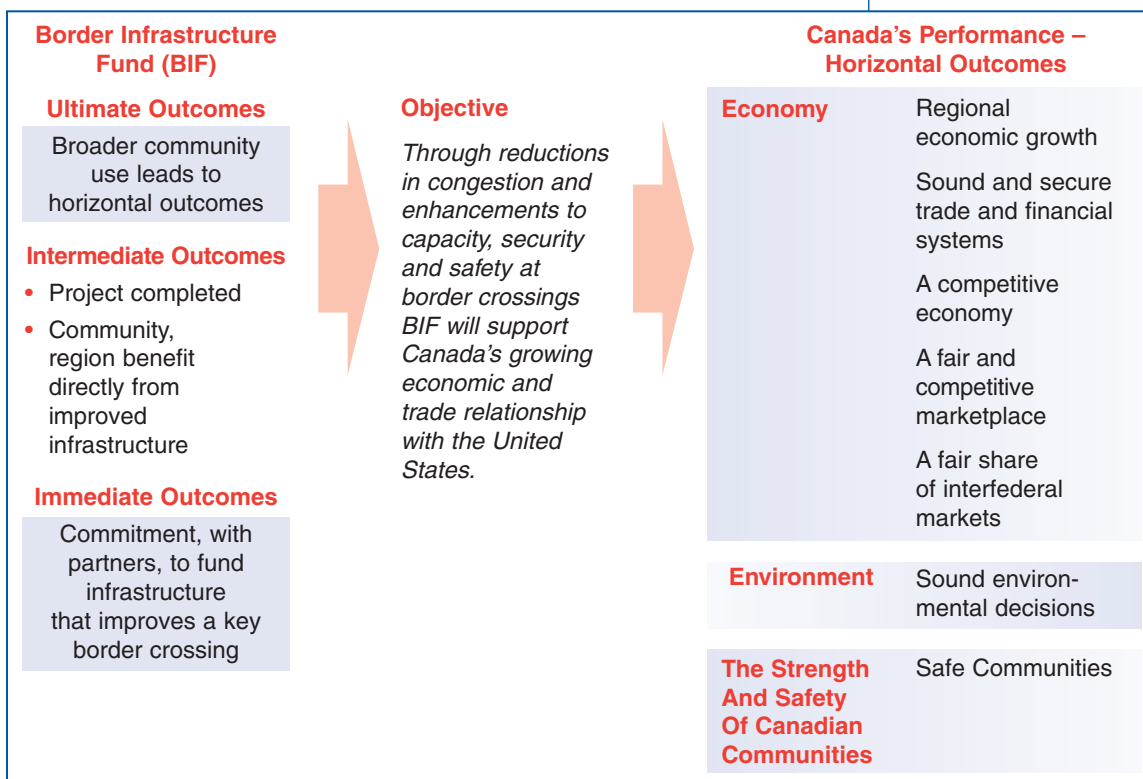 Border Infrastructure
Fund (BIF)
Ultimate Outcomes
Broader community
use leads to
horizontal outcomes
Intermediate Outcomes
• Project completed
• Community,
region benefit
directly from
improved
infrastructure
Immediate Outcomes
Commitment, with
partners, to fund
infrastructure
that improves a key
border crossing
Objective
Through reductions
in congestion and
enhancements to
capacity, security
and safety at
border crossings
BIF will support
Canada's growing
economic and
trade relationship
with the United
States.
Canada's Performance –
Horizontal Outcomes
Economy
Regional
economic growth
Sound and secure
trade and financial
systems
A competitive
economy
A fair and
competitive
marketplace
A fair share
of interfederal
markets
Environment
Sound environ-
mental decisions
The Strength
And Safety
Of Canadian
Communities
Safe Communities